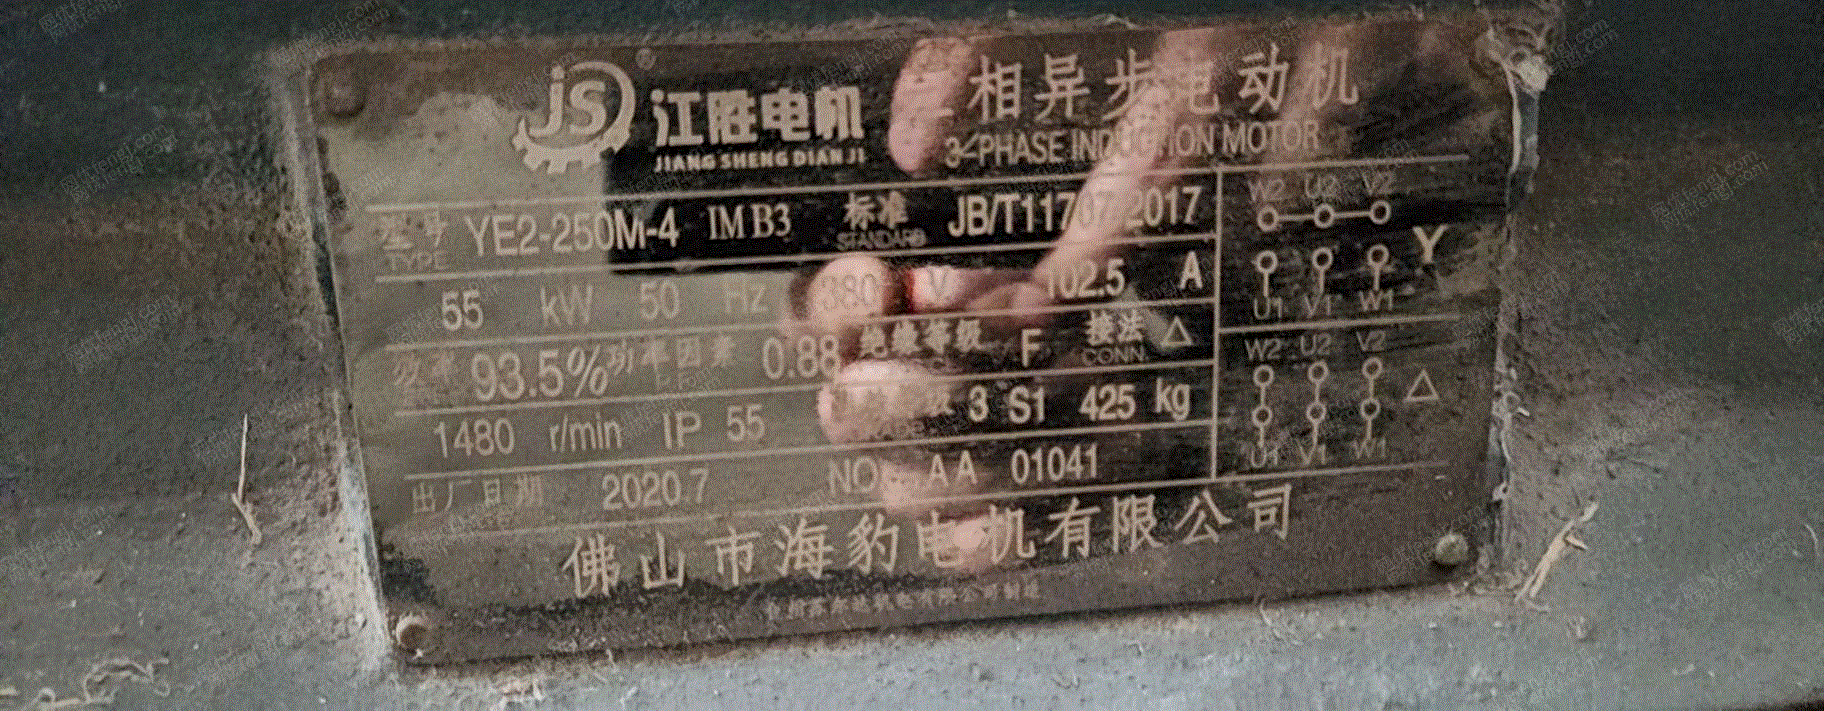 JS ® 江胜电机 三相异步电动机
JIANG SHENG DIAN JI 3~PHASE INDUCTION MOTOR
型号 TYPE YE2-250M-4 IM B3 标准 STANDARD JB/T11707-2017
55 kW 50 Hz 380 V 102.5 A
效率 93.5% 功率因素 P.F 0.88 绝缘等级 F 接法 CONN. △
1480 r/min IP 55 3 S1 425 kg
出厂日期 2020.7 NO AA 01041
W2 U2 V2
Y
U1 V1 W1
W2 U2 V2
△
U1 V1 W1
佛山市海豹电机有限公司